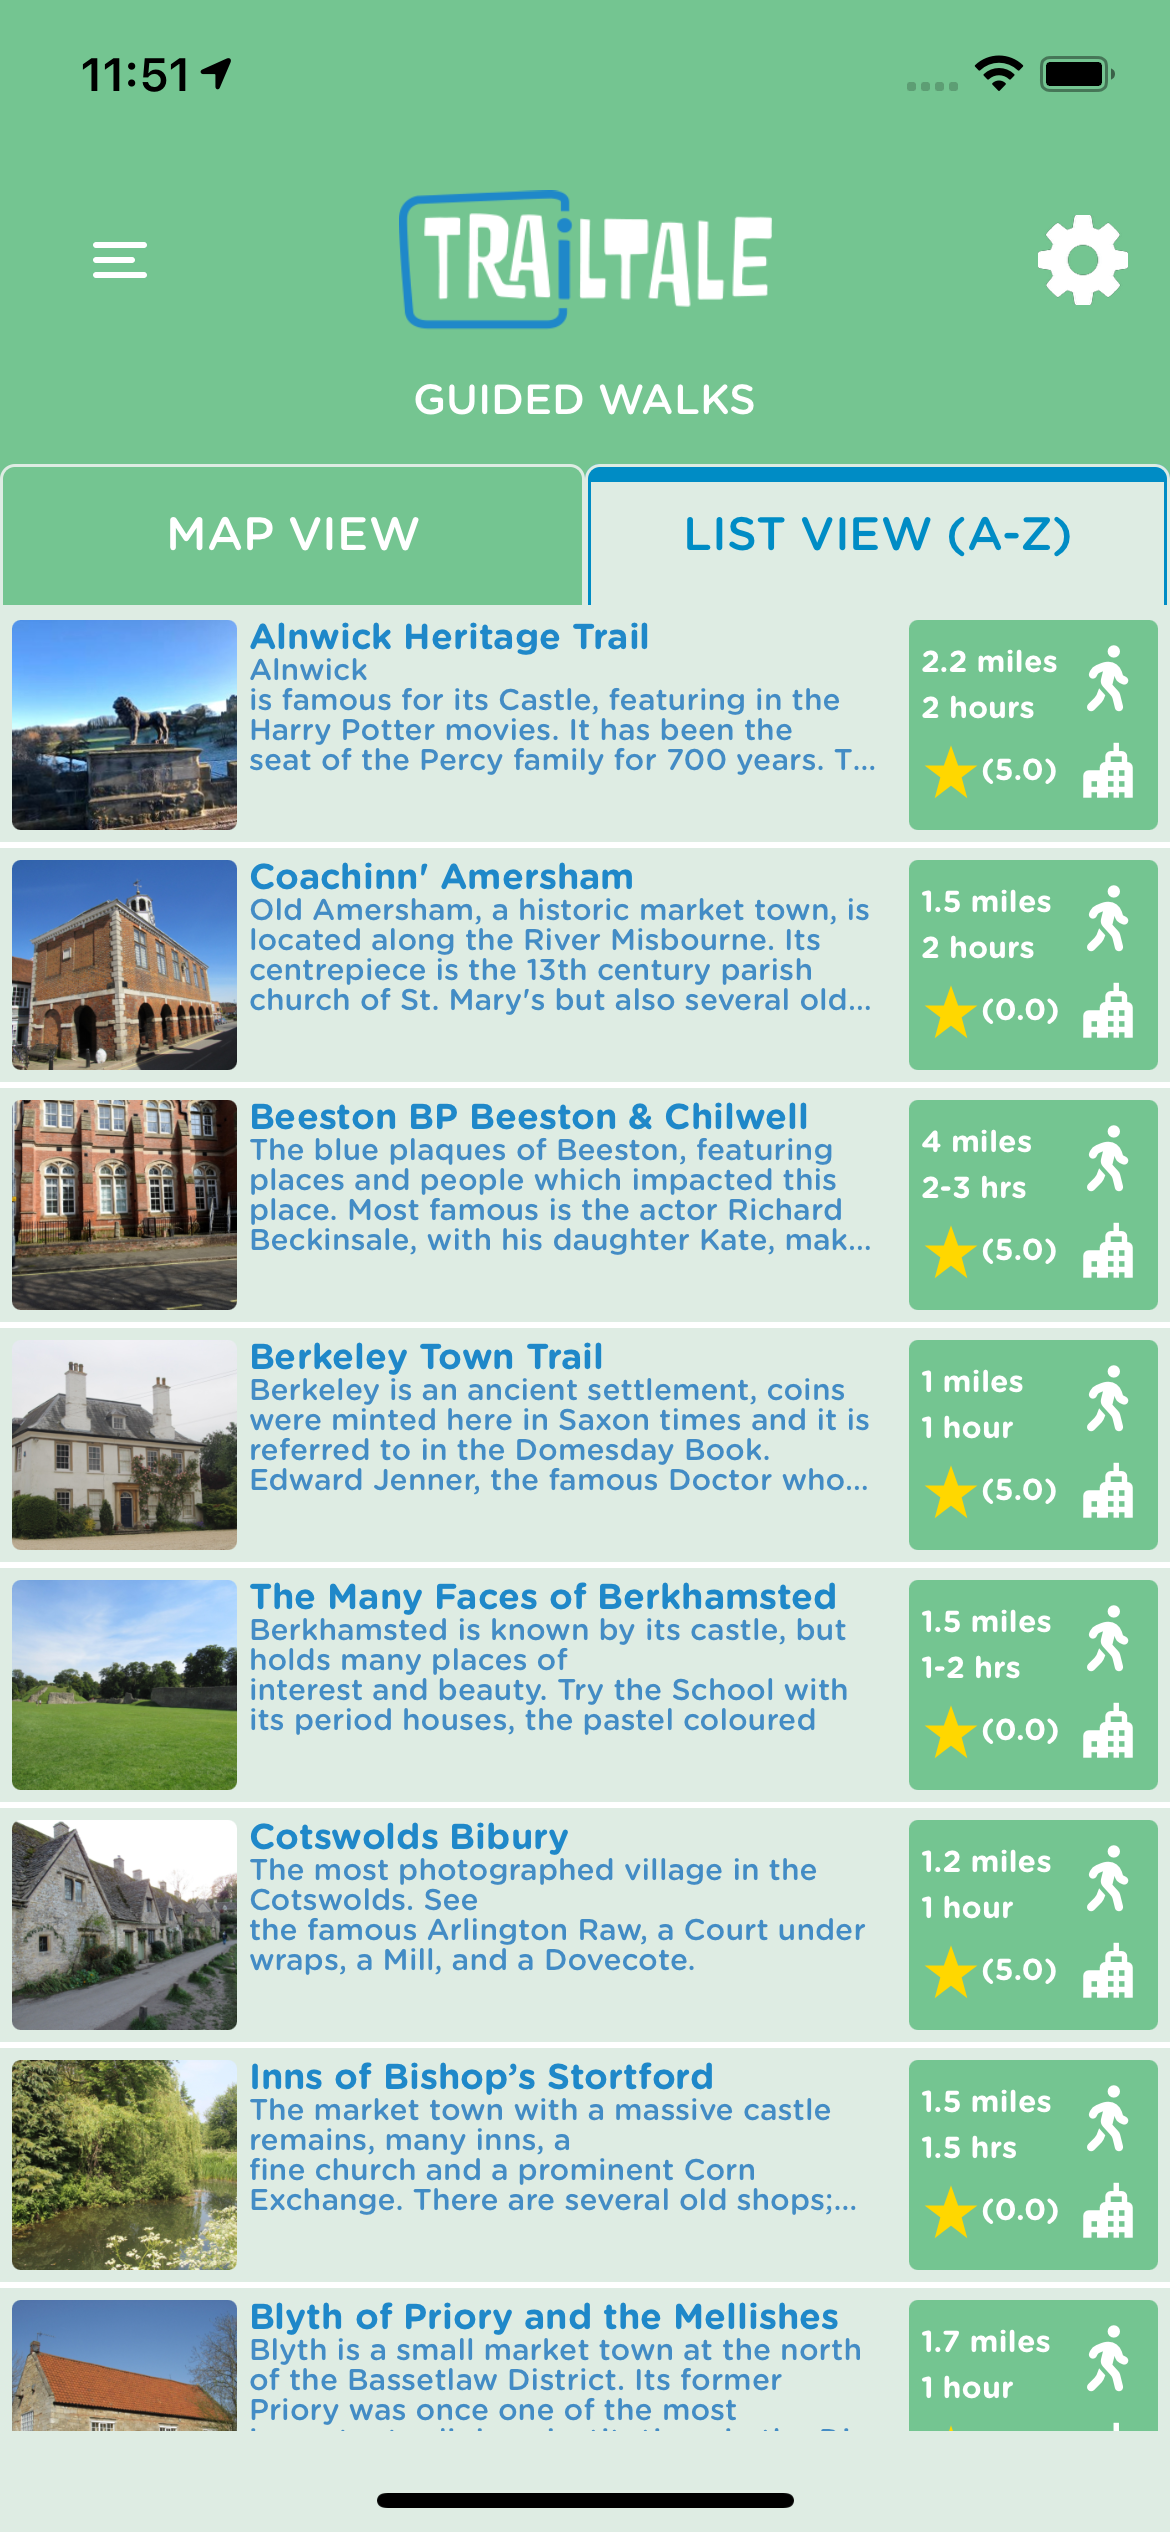 11:51
TRAiLTALE
GUIDED WALKS
MAP VIEW
LIST VIEW (A-Z)
Alnwick Heritage Trail
Alnwick
is famous for its Castle, featuring in the
Harry Potter movies. It has been the
seat of the Percy family for 700 years. T...
2.2 miles
2 hours
(5.0)
Coachinn' Amersham
Old Amersham, a historic market town, is
located along the River Misbourne. Its
centrepiece is the 13th century parish
church of St. Mary's but also several old...
1.5 miles
2 hours
(0.0)
Beeston BP Beeston & Chilwell
The blue plaques of Beeston, featuring
places and people which impacted this
place. Most famous is the actor Richard
Beckinsale, with his daughter Kate, mak...
4 miles
2-3 hrs
(5.0)
Berkeley Town Trail
Berkeley is an ancient settlement, coins
were minted here in Saxon times and it is
referred to in the Domesday Book.
Edward Jenner, the famous Doctor who...
1 miles
1 hour
(5.0)
The Many Faces of Berkhamsted
Berkhamsted is known by its castle, but
holds many places of
interest and beauty. Try the School with
its period houses, the pastel coloured
1.5 miles
1-2 hrs
(0.0)
Cotswolds Bibury
The most photographed village in the
Cotswolds. See
the famous Arlington Raw, a Court under
wraps, a Mill, and a Dovecote.
1.2 miles
1 hour
(5.0)
Inns of Bishop’s Stortford
The market town with a massive castle
remains, many inns, a
fine church and a prominent Corn
Exchange. There are several old shops;...
1.5 miles
1.5 hrs
(0.0)
Blyth of Priory and the Mellishes
Blyth is a small market town at the north
of the Bassetlaw District. Its former
Priory was once one of the most
1.7 miles
1 hour